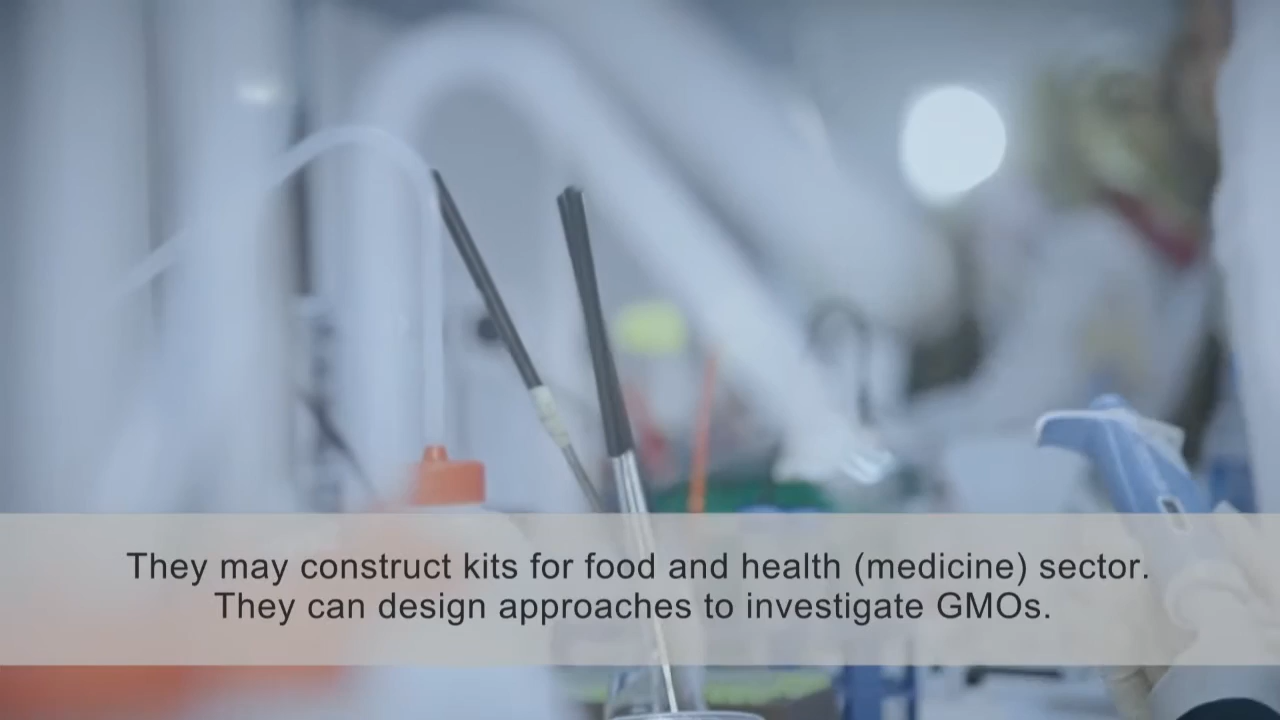 They may construct kits for food and health (medicine) sector.
They can design approaches to investigate GMOs.